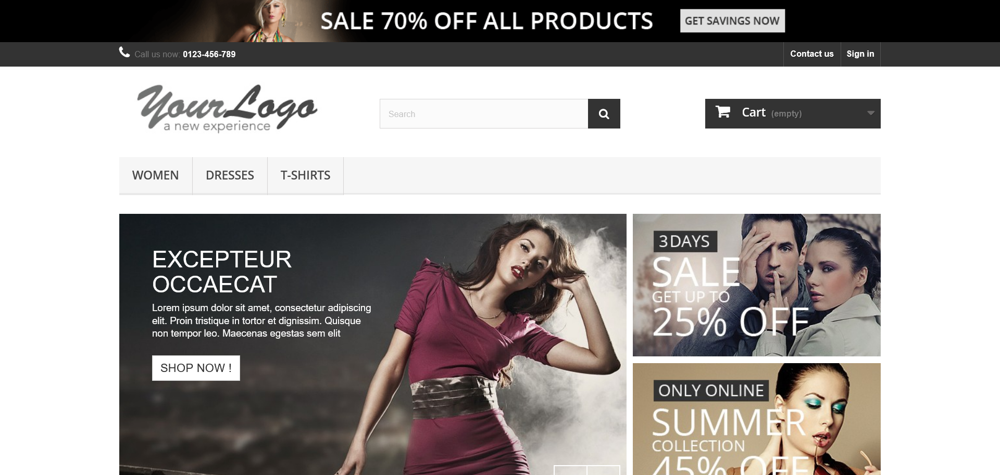 SALE 70% OFF ALL PRODUCTS
GET SAVINGS NOW
Call us now: 0123-456-789
Contact us
Sign in
Your Logo
a new experience
Search
Cart (empty)
WOMEN
DRESSES
T-SHIRTS
EXCEPTEUR
OCCAECAT
Lorem ipsum dolor sit amet, consectetur adipiscing
elit. Proin tristique in tortor et dignissim. Quisque
non tempor leo. Maecenas egestas sem elit
SHOP NOW !
3 DAYS
SALE
GET UP TO
25% OFF
ONLY ONLINE
SUMMER
COLLECTION
45% OFF